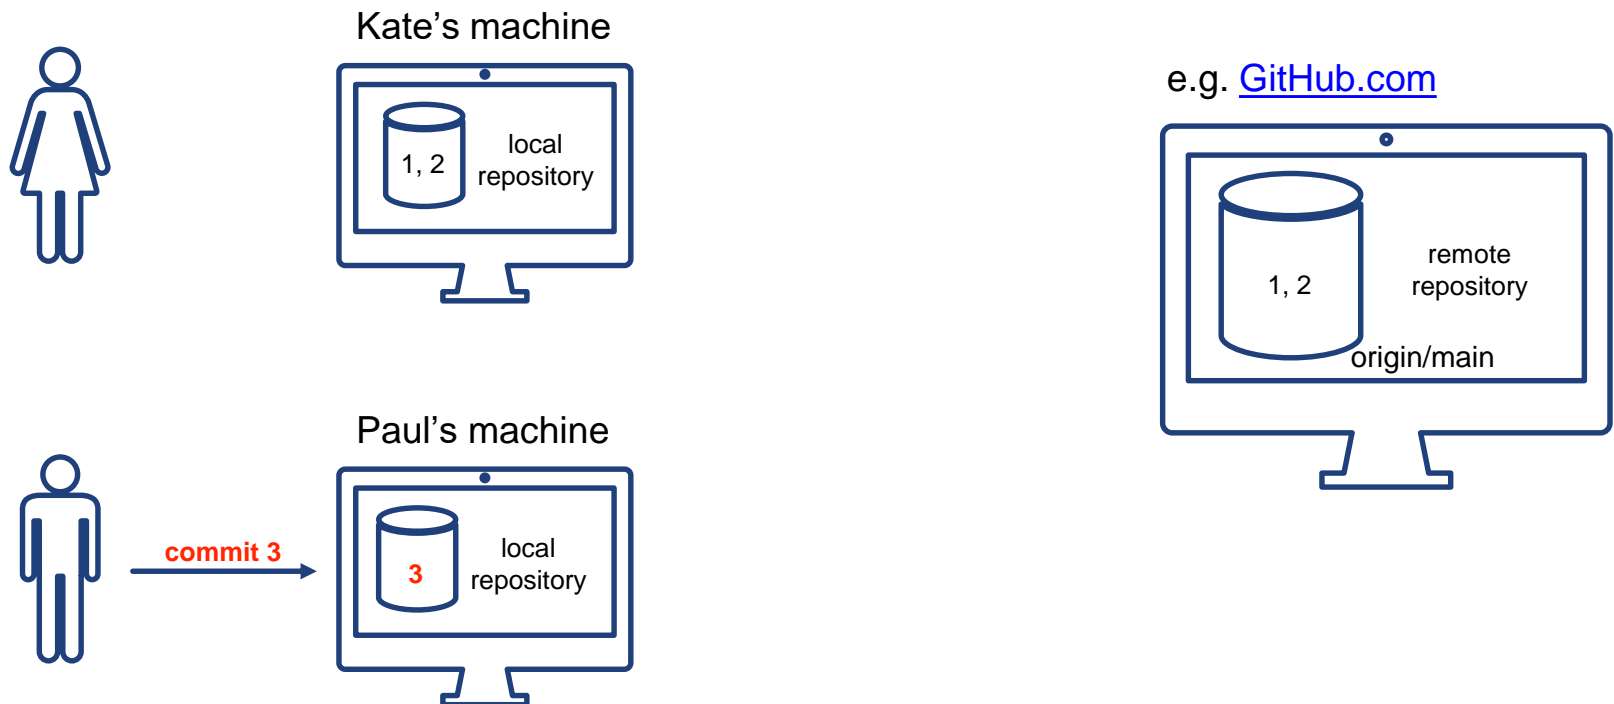 Kate’s machine
1, 2
local
repository
e.g. GitHub.com
1, 2
remote
repository
origin/main
Paul’s machine
commit 3
3
local
repository